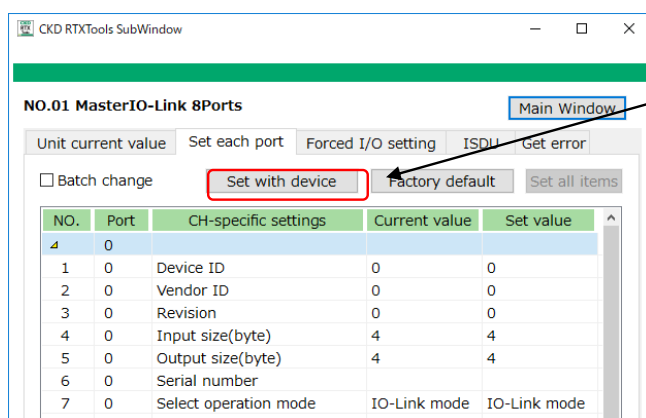 CKD RTXTools SubWindow
NO.01 MasterIO-Link 8Ports
Main Window
Unit current value Set each port Forced I/O setting ISDU Get error
Batch change Set with device Factory default Set all items
NO. Port CH-specific settings Current value Set value
0
1 0 Device ID 0 0
2 0 Vendor ID 0 0
3 0 Revision 0 0
4 0 Input size(byte) 4 4
5 0 Output size(byte) 4 4
6 0 Serial number
7 0 Select operation mode IO-Link mode IO-Link mode